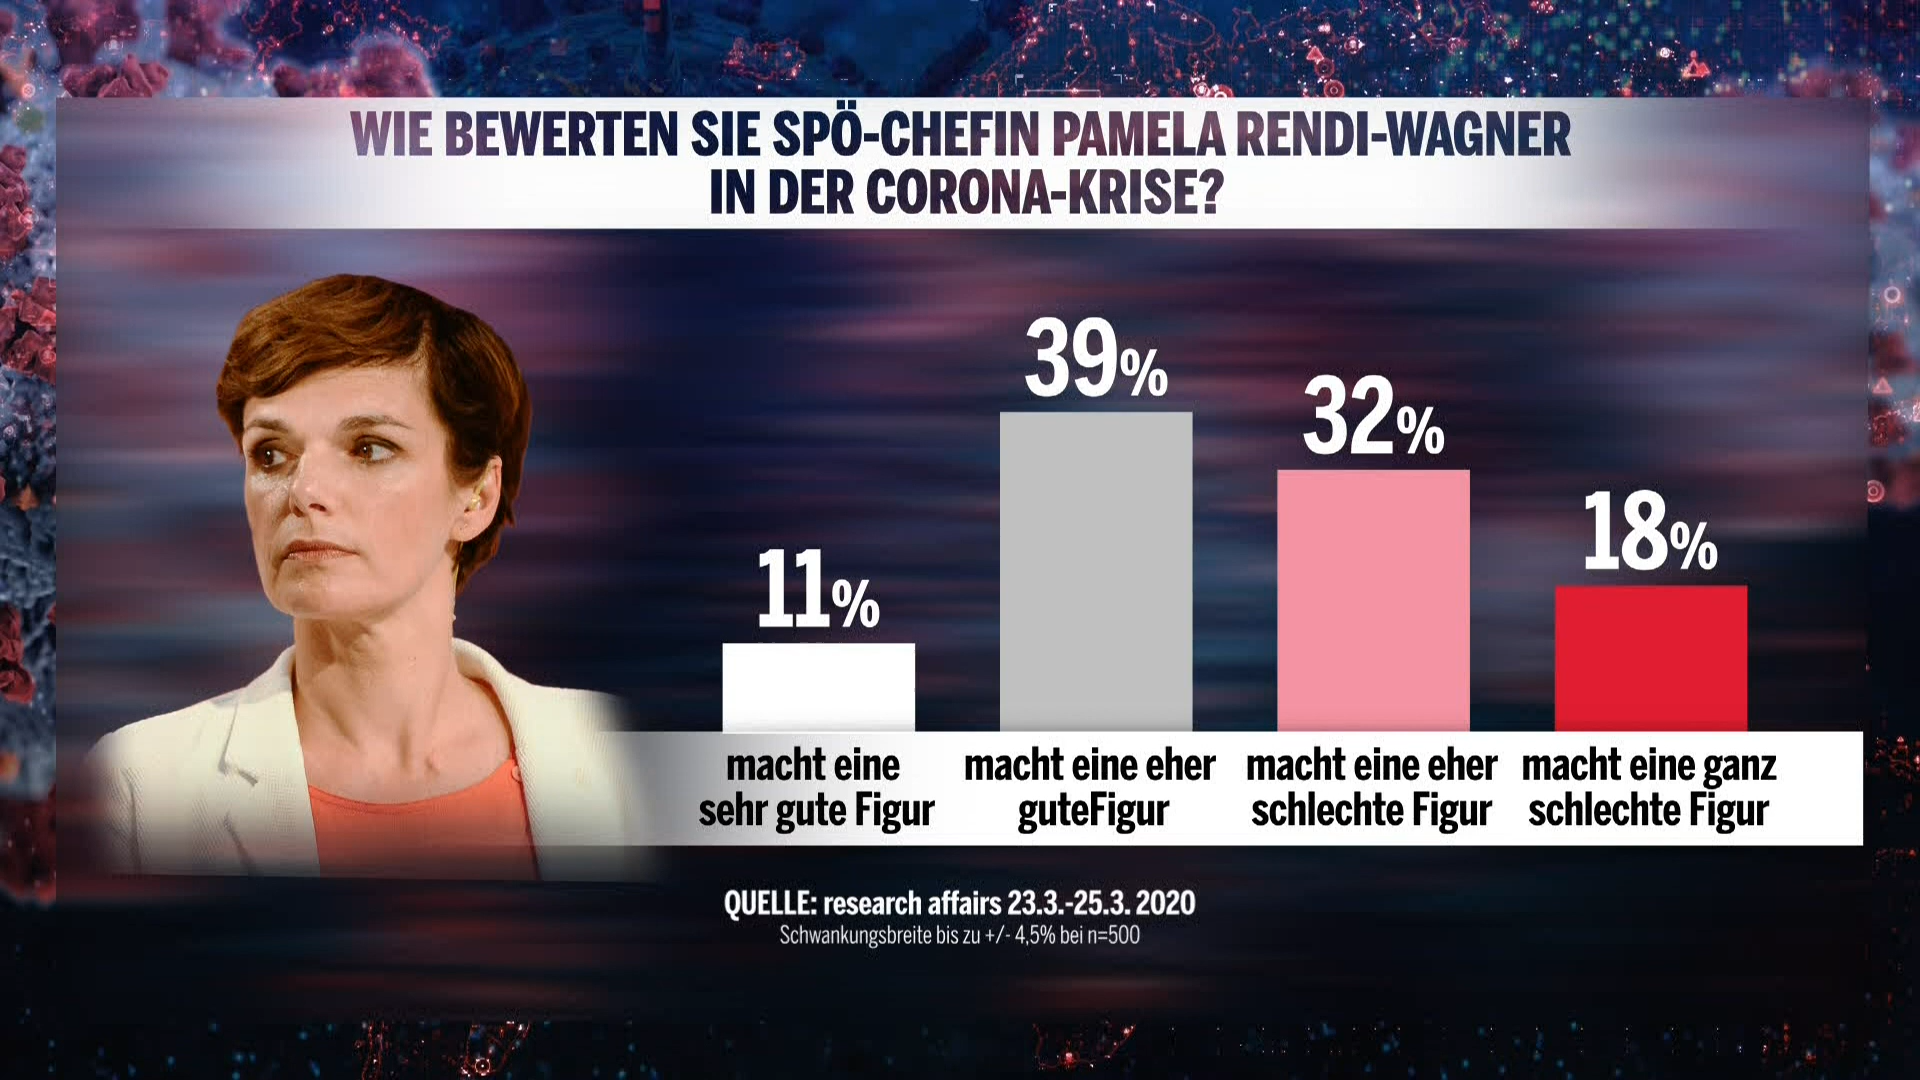 WIE BEWERTEN SIE SPÖ-CHEFIN PAMELA RENDI-WAGNER
IN DER CORONA-KRISE?
11%
39%
32%
18%
macht eine
sehr gute Figur
macht eine eher
guteFigur
macht eine eher
schlechte Figur
macht eine ganz
schlechte Figur
QUELLE: research affairs 23.3.-25.3. 2020
Schwankungsbreite bis zu +/- 4,5% bei n=500